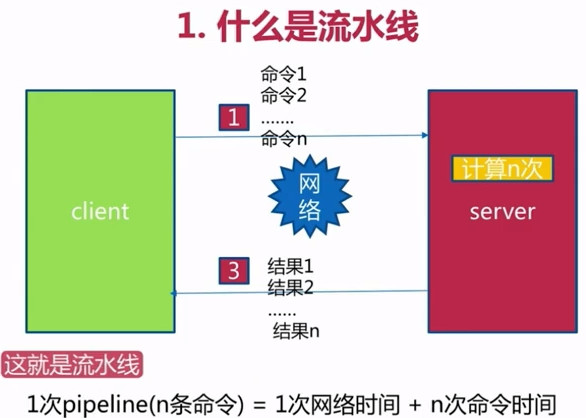 1. 什么是流水线
命令1
命令2
.......
命令n
1
计算n次
网
络
client
server
3
结果1
结果2
......
结果n
这就是流水线
1次pipeline(n条命令) = 1次网络时间 + n次命令时间